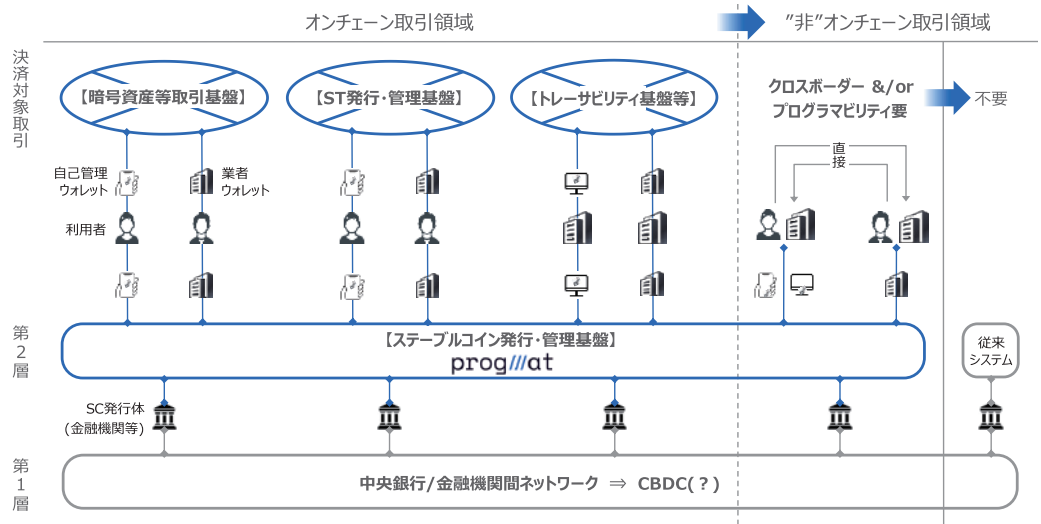 オンチェーン取引領域
”非”オンチェーン取引領域
決済対象取引
【暗号資産等取引基盤】
【ST発行・管理基盤】
【トレーサビリティ基盤等】
クロスボーダー &/or
プログラマビリティ要
不要
自己管理
ウォレット
業者
ウォレット
直接
利用者
第2層
【ステーブルコイン発行・管理基盤】
progmat
従来
システム
SC発行体
(金融機関等)
第1層
中央銀行/金融機関間ネットワーク ⇒ CBDC(？)